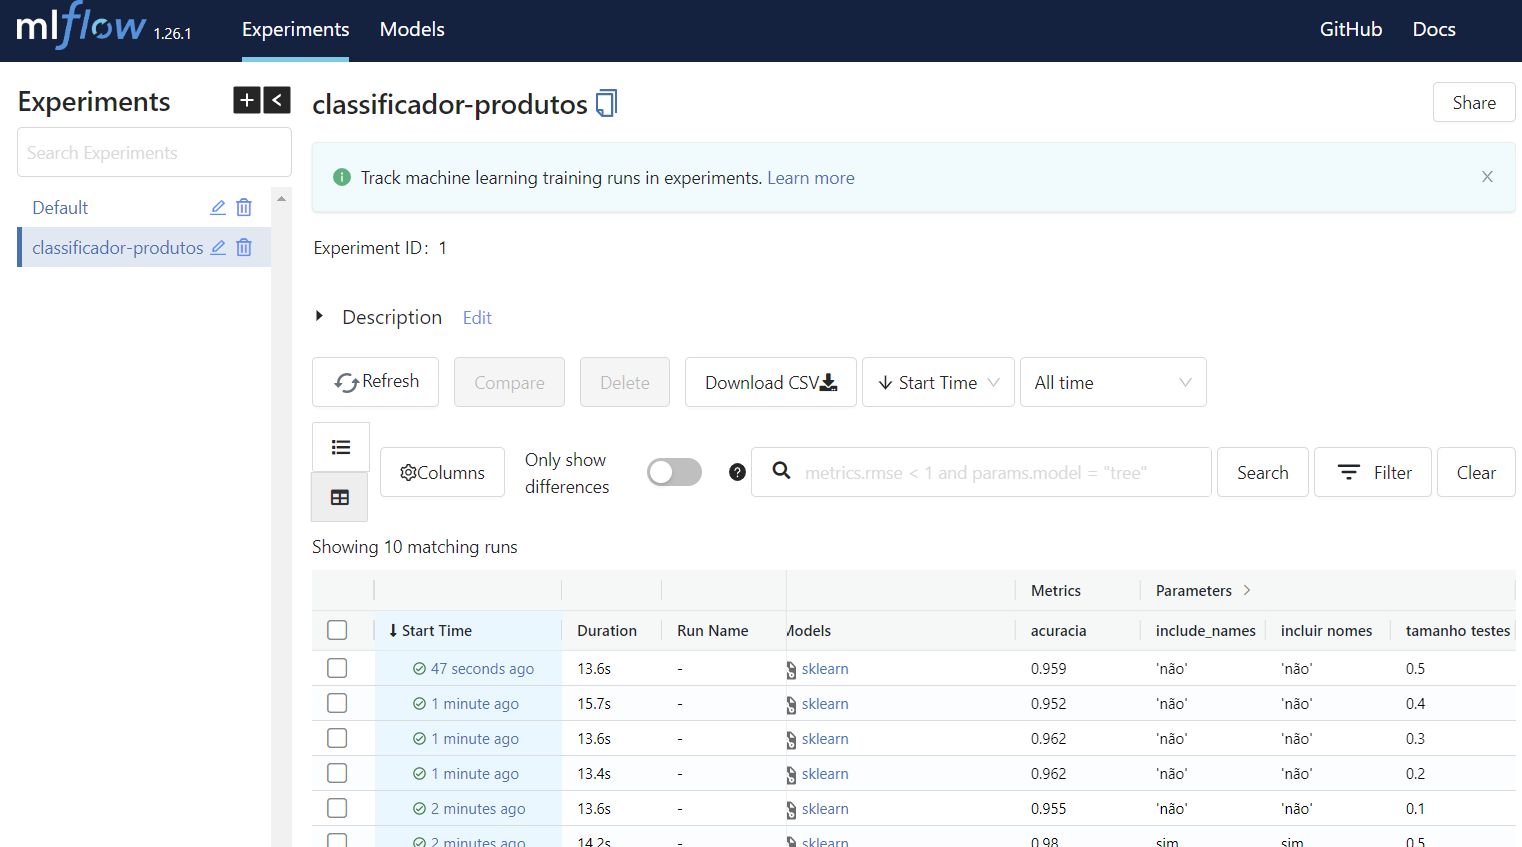 mlflow 1.26.1 Experiments Models GitHub Docs
Experiments
Search Experiments
Default
classificador-produtos
classificador-produtos
Share
Track machine learning training runs in experiments. Learn more
Experiment ID: 1
Description Edit
Refresh Compare Delete Download CSV Start Time All time
Columns
Only show
differences
metrics.rmse < 1 and params.model = "tree"
Search Filter Clear
Showing 10 matching runs
Metrics Parameters
Start Time Duration Run Name Models acuracia include_names incluir nomes tamanho testes
47 seconds ago 13.6s - sklearn 0.959 'não' 'não' 0.5
1 minute ago 15.7s - sklearn 0.952 'não' 'não' 0.4
1 minute ago 13.6s - sklearn 0.962 'não' 'não' 0.3
1 minute ago 13.4s - sklearn 0.962 'não' 'não' 0.2
2 minutes ago 13.6s - sklearn 0.955 'não' 'não' 0.1
2 minutes ago 14.2s - sklearn 0.98 sim sim 0.5